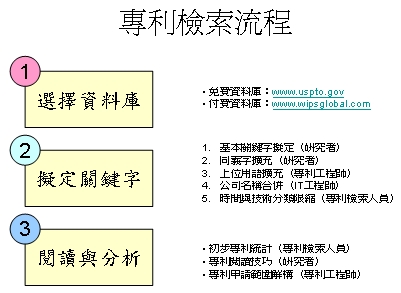 專利檢索流程
1
選擇資料庫
• 免費資料庫：www.uspto.gov
• 付費資料庫：www.wipsglobal.com
2
擬定關鍵字
1. 基本關鍵字擬定（研究者）
2. 同義字擴充（研究者）
3. 上位用語擴充（專利工程師）
4. 公司名稱合併（IT工程師）
5. 時間與技術分類限縮（專利檢索人員）
3
閱讀與分析
• 初步專利統計（專利檢索人員）
• 專利閱讀技巧（研究者）
• 專利申請範圍解構（專利工程師）